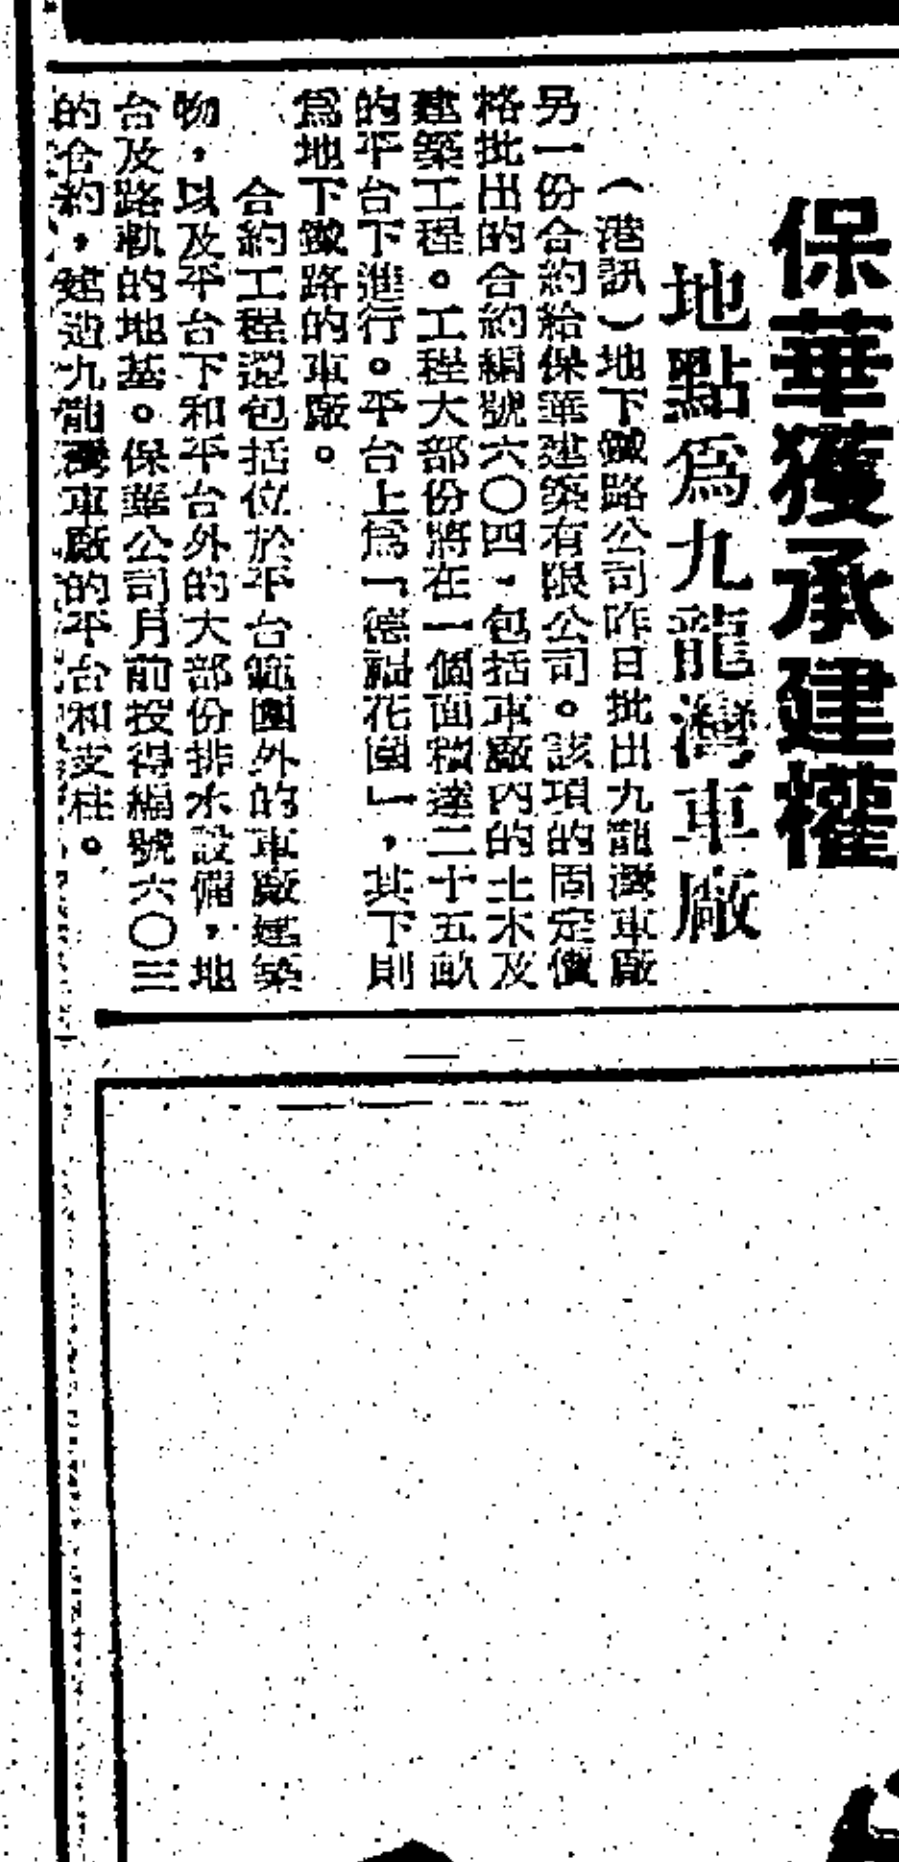 保華獲承建權
地點爲九龍灣車廠
（港訊）地下鐵路公司昨日批出九龍灣車廠
另一份合約給保華建築有限公司。該項的固定價
格批出的合約編號六〇四，包括車廠內的土木及
建築工程。工程大部份將在一個面積達二十五畝
的平台下進行。平台上爲「德福花園」，其下則
爲地下鐵路的車廠。
合約工程還包括位於平台範圍外的車廠建築
物，以及平台下和平台外的大部份排水設備，地
台及路軌的地基。保華公司月前投得編號六〇三
的合約，建造九龍灣車廠的平台和支柱。